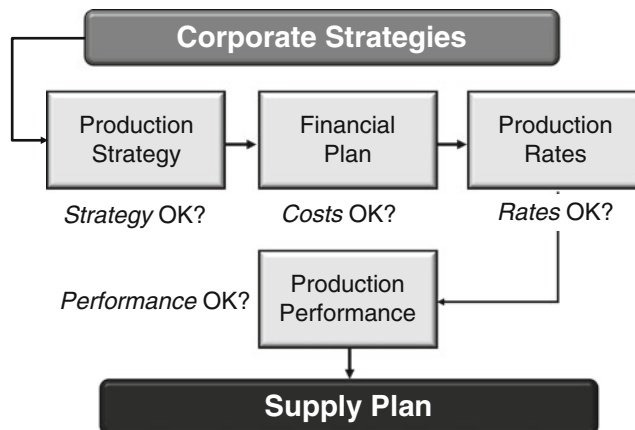 Corporate Strategies
Production
Strategy
Financial
Plan
Production
Rates
Strategy OK?
Costs OK?
Rates OK?
Production
Performance
Performance OK?
Supply Plan